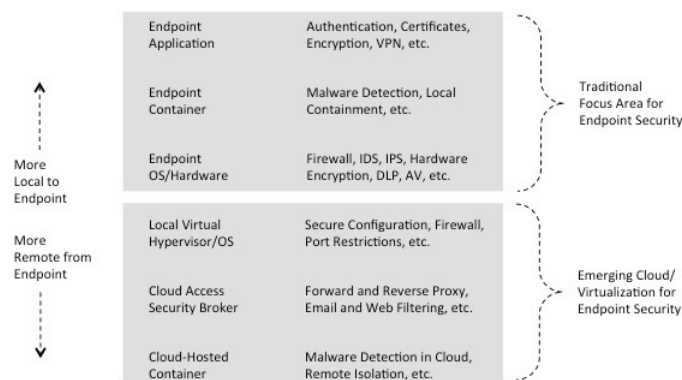 Endpoint
Application
Authentication, Certificates,
Encryption, VPN, etc.
Endpoint
Container
Malware Detection, Local
Containment, etc.
Endpoint
OS/Hardware
Firewall, IDS, IPS, Hardware
Encryption, DLP, AV, etc.
Traditional
Focus Area for
Endpoint Security
More
Local to
Endpoint
More
Remote from
Endpoint
Local Virtual
Hypervisor/OS
Secure Configuration, Firewall,
Port Restrictions, etc.
Cloud Access
Security Broker
Forward and Reverse Proxy,
Email and Web Filtering, etc.
Cloud-Hosted
Container
Malware Detection in Cloud,
Remote Isolation, etc.
Emerging Cloud/
Virtualization for
Endpoint Security